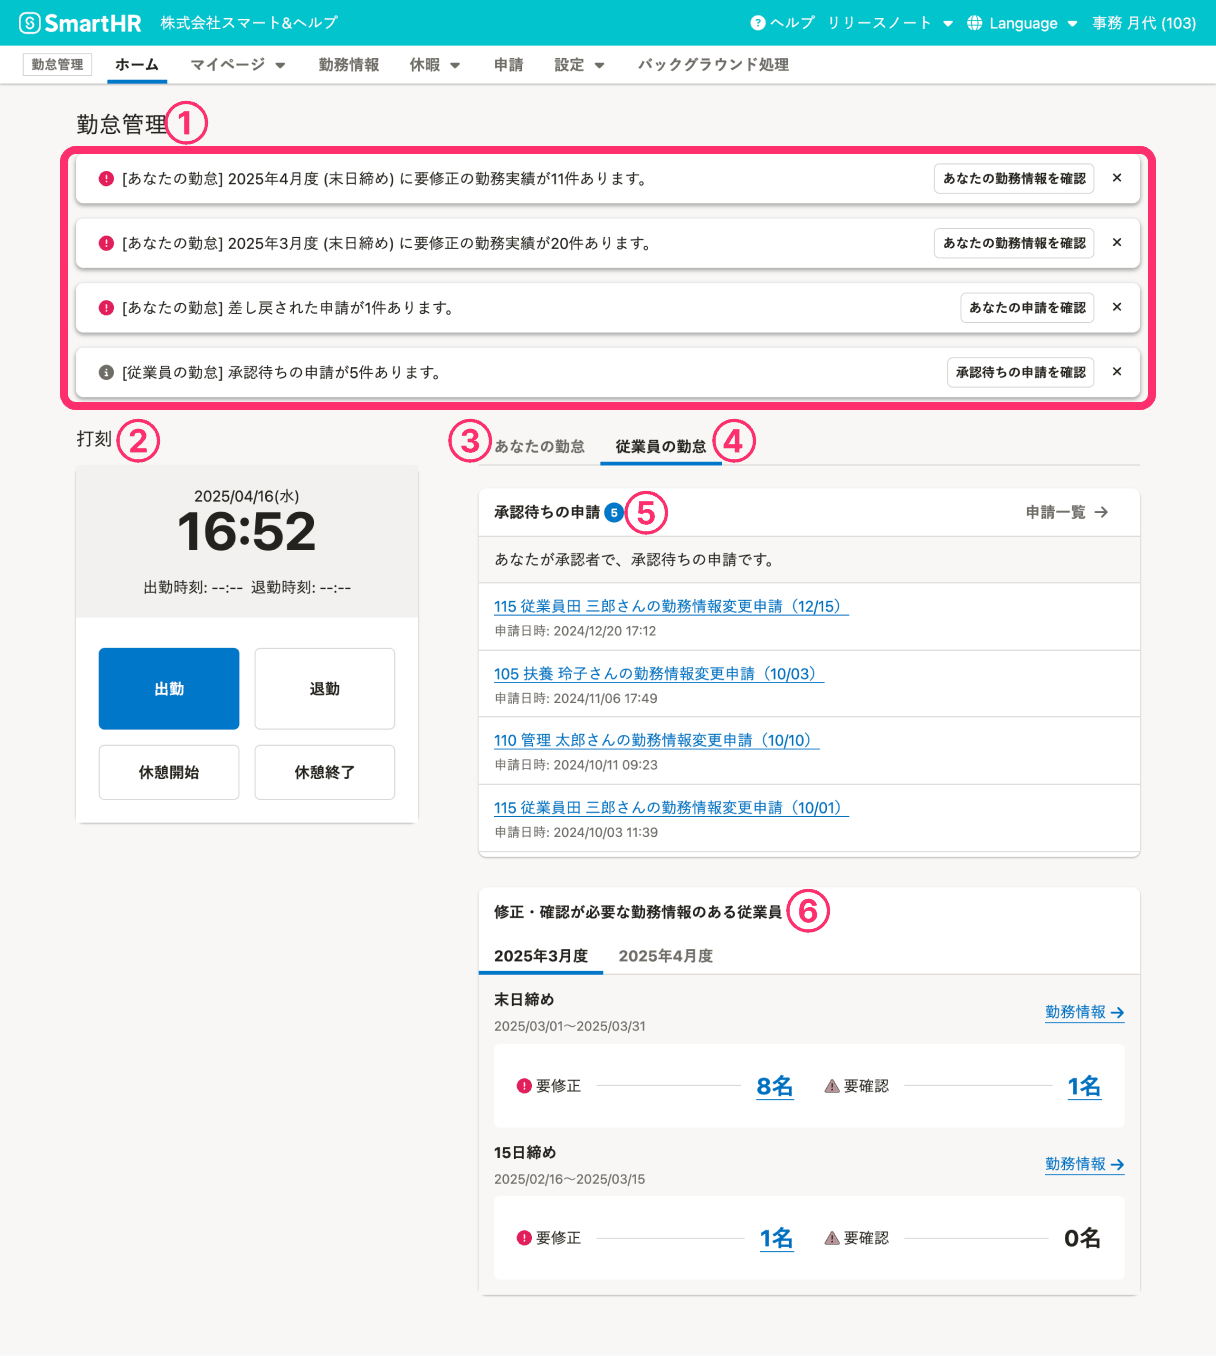 SmartHR 株式会社スマート&ヘルプ ヘルプ リリースノート Language 事務 月代 (103)
勤怠管理 ホーム マイページ 勤務情報 休暇 申請 設定 バックグラウンド処理
勤怠管理 ①
[あなたの勤怠] 2025年4月度 (末日締め) に要修正の勤務実績が11件あります。 あなたの勤務情報を確認
[あなたの勤怠] 2025年3月度 (末日締め) に要修正の勤務実績が20件あります。 あなたの勤務情報を確認
[あなたの勤怠] 差し戻された申請が1件あります。 あなたの申請を確認
[従業員の勤怠] 承認待ちの申請が5件あります。 承認待ちの申請を確認
打刻 ②
2025/04/16(水)
16:52
出勤時刻: --:-- 退勤時刻: --:--
出勤 退勤
休憩開始 休憩終了
③ あなたの勤怠 従業員の勤怠 ④
承認待ちの申請 5 ⑤ 申請一覧 →
あなたが承認者で、承認待ちの申請です。
115 従業員田 三郎さんの勤務情報変更申請（12/15）
申請日時: 2024/12/20 17:12
105 扶養 玲子さんの勤務情報変更申請（10/03）
申請日時: 2024/11/06 17:49
110 管理 太郎さんの勤務情報変更申請（10/10）
申請日時: 2024/10/11 09:23
115 従業員田 三郎さんの勤務情報変更申請（10/01）
申請日時: 2024/10/03 11:39
修正・確認が必要な勤務情報のある従業員 ⑥
2025年3月度 2025年4月度
末日締め
勤務情報 →
2025/03/01〜2025/03/31
要修正 8名 要確認 1名
15日締め
勤務情報 →
2025/02/16〜2025/03/15
要修正 1名 要確認 0名